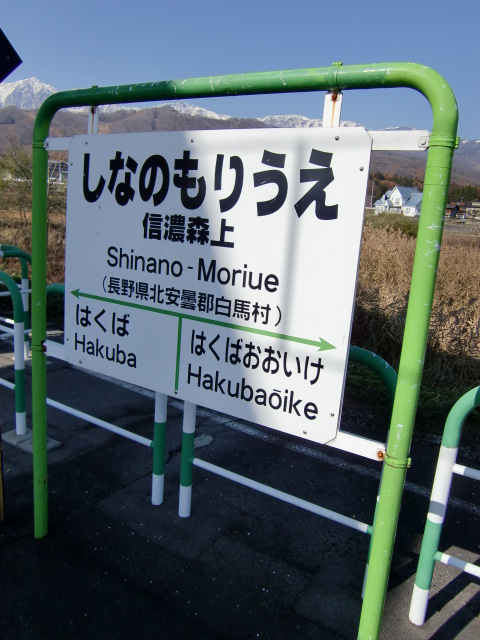 しなのもりうえ
信濃森上
Shinano-Moriue
（長野県北安曇郡白馬村）
はくば
Hakuba
はくばおおいけ
Hakubaōike